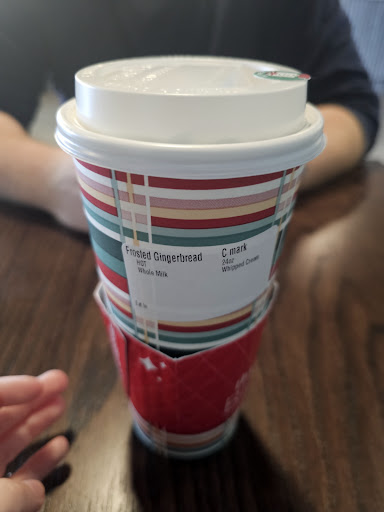 Frosted Gingerbread
HOT
Whole Milk
C mark
24oz
Whipped Cream